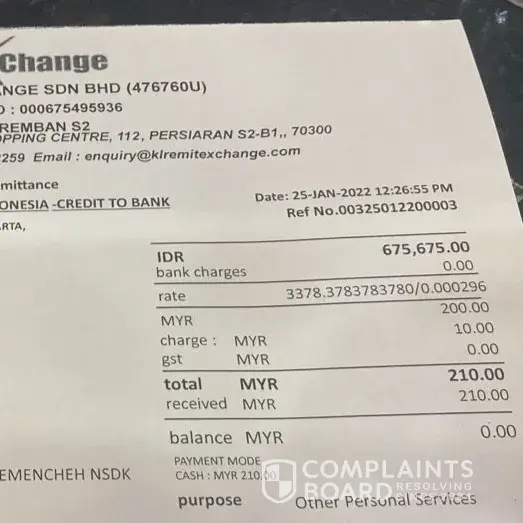 Change
NGE SDN BHD (476760U)
: 000675495936
REMBAN S2
PPING CENTRE, 112, PERSIARAN S2-B1,, 70300
2259 Email : enquiry@klremitexchange.com
mittance
ONESIA -CREDIT TO BANK
RTA,
Date: 25-JAN-2022 12:26:55 PM
Ref No.00325012200003
IDR 675,675.00
bank charges 0.00
rate 3378.3783783780/0.000296
MYR 200.00
charge : MYR 10.00
gst MYR 0.00
total MYR 210.00
received MYR 210.00
balance MYR 0.00
PAYMENT MODE
CASH : MYR 210.00
EMENCHEH NSDK
purpose Other Personal Services
COMPLAINTS
BOARD RESOLVING